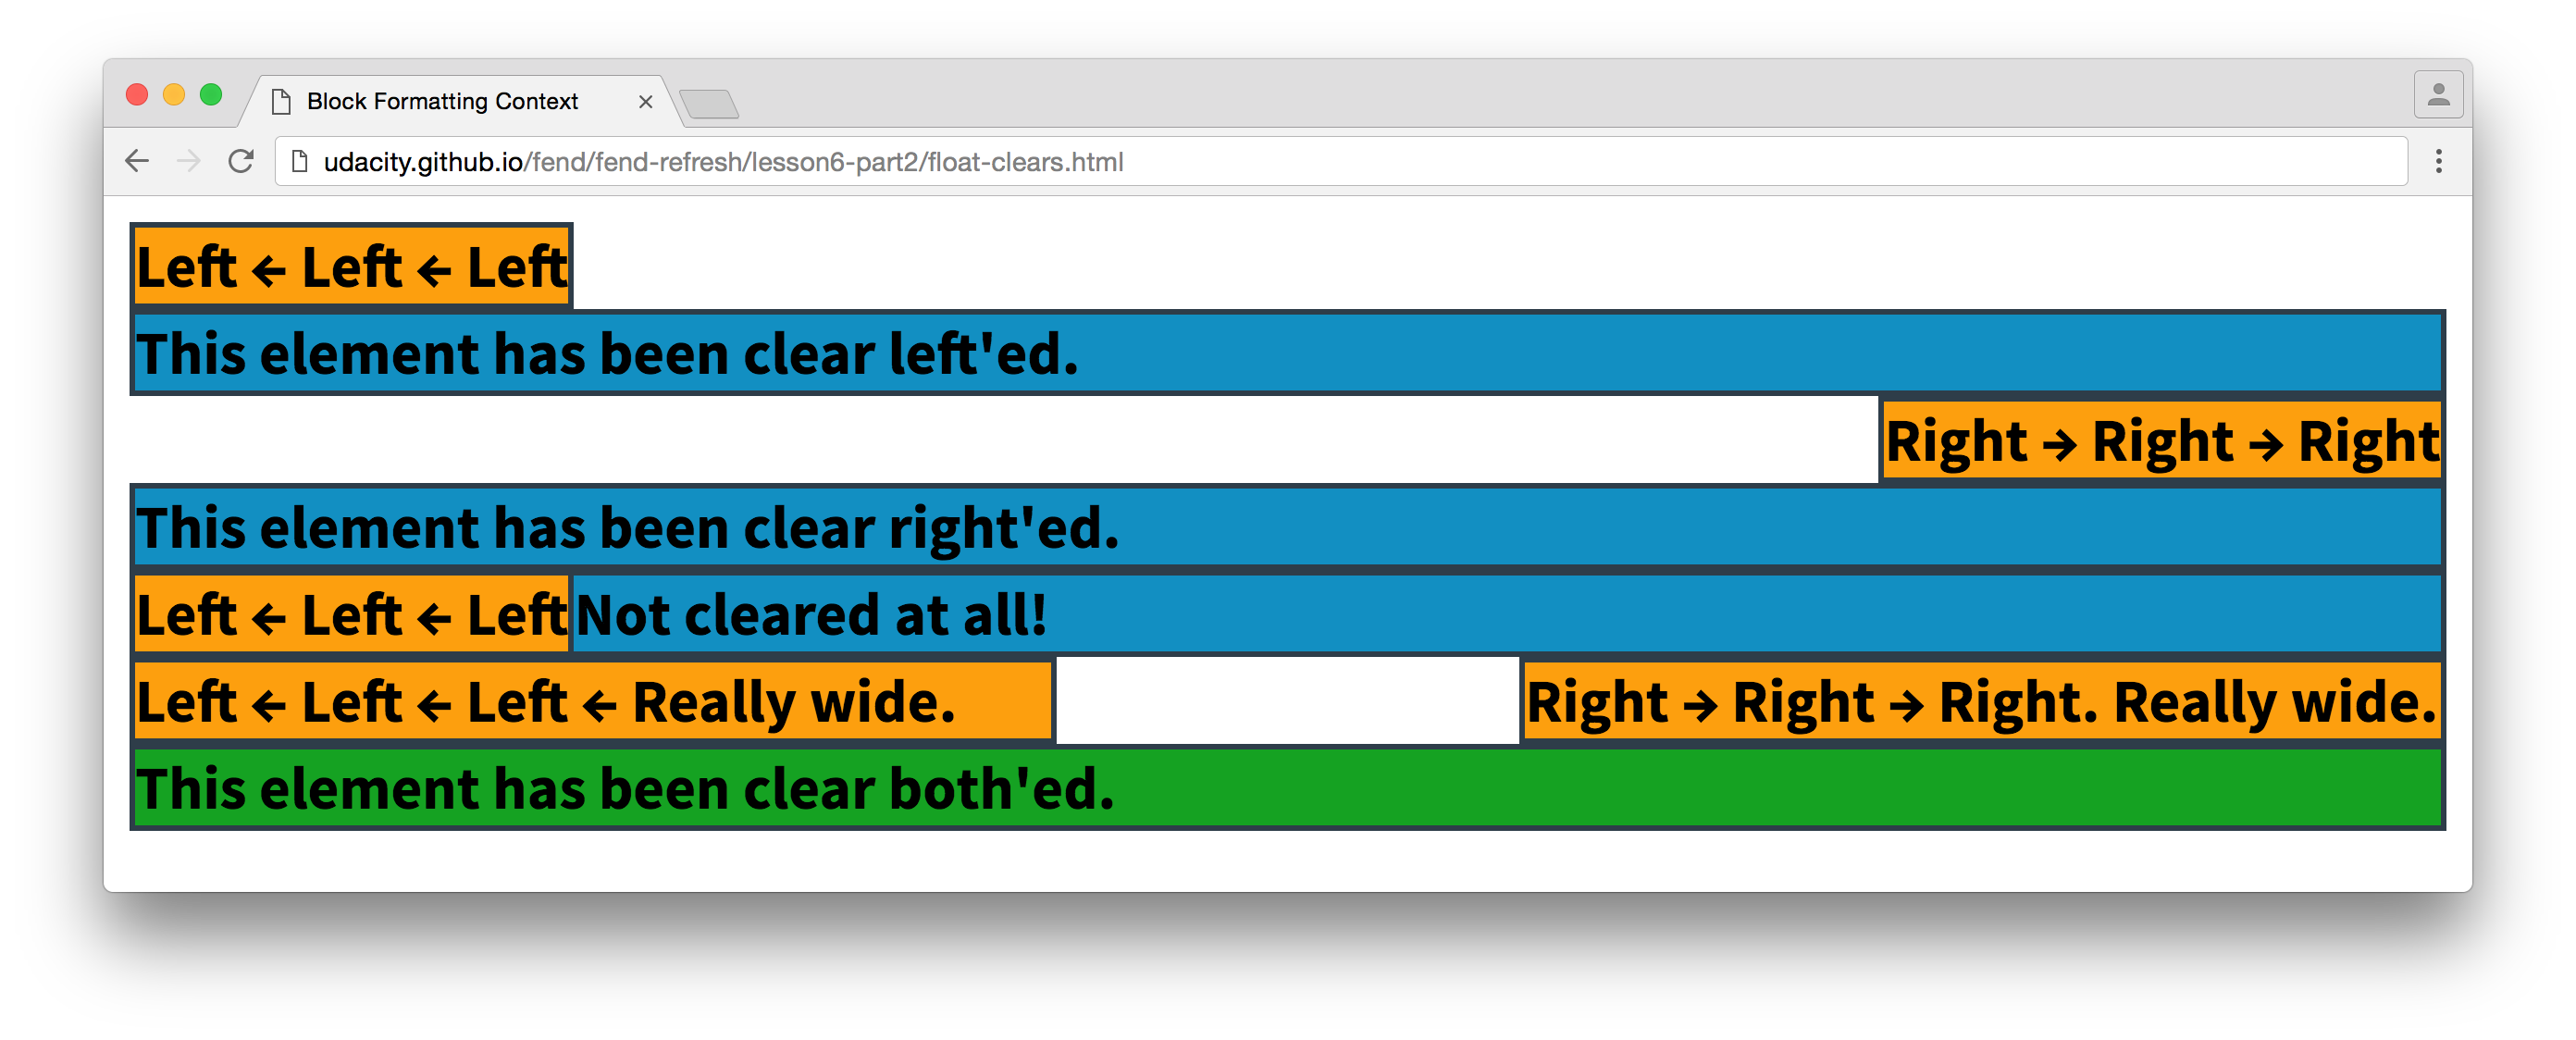 Block Formatting Context
udacity.github.io/fend/fend-refresh/lesson6-part2/float-clears.html
Left ← Left ← Left
This element has been clear left'ed.
Right → Right → Right
This element has been clear right'ed.
Left ← Left ← Left Not cleared at all!
Left ← Left ← Left ← Really wide. Right → Right → Right. Really wide.
This element has been clear both'ed.